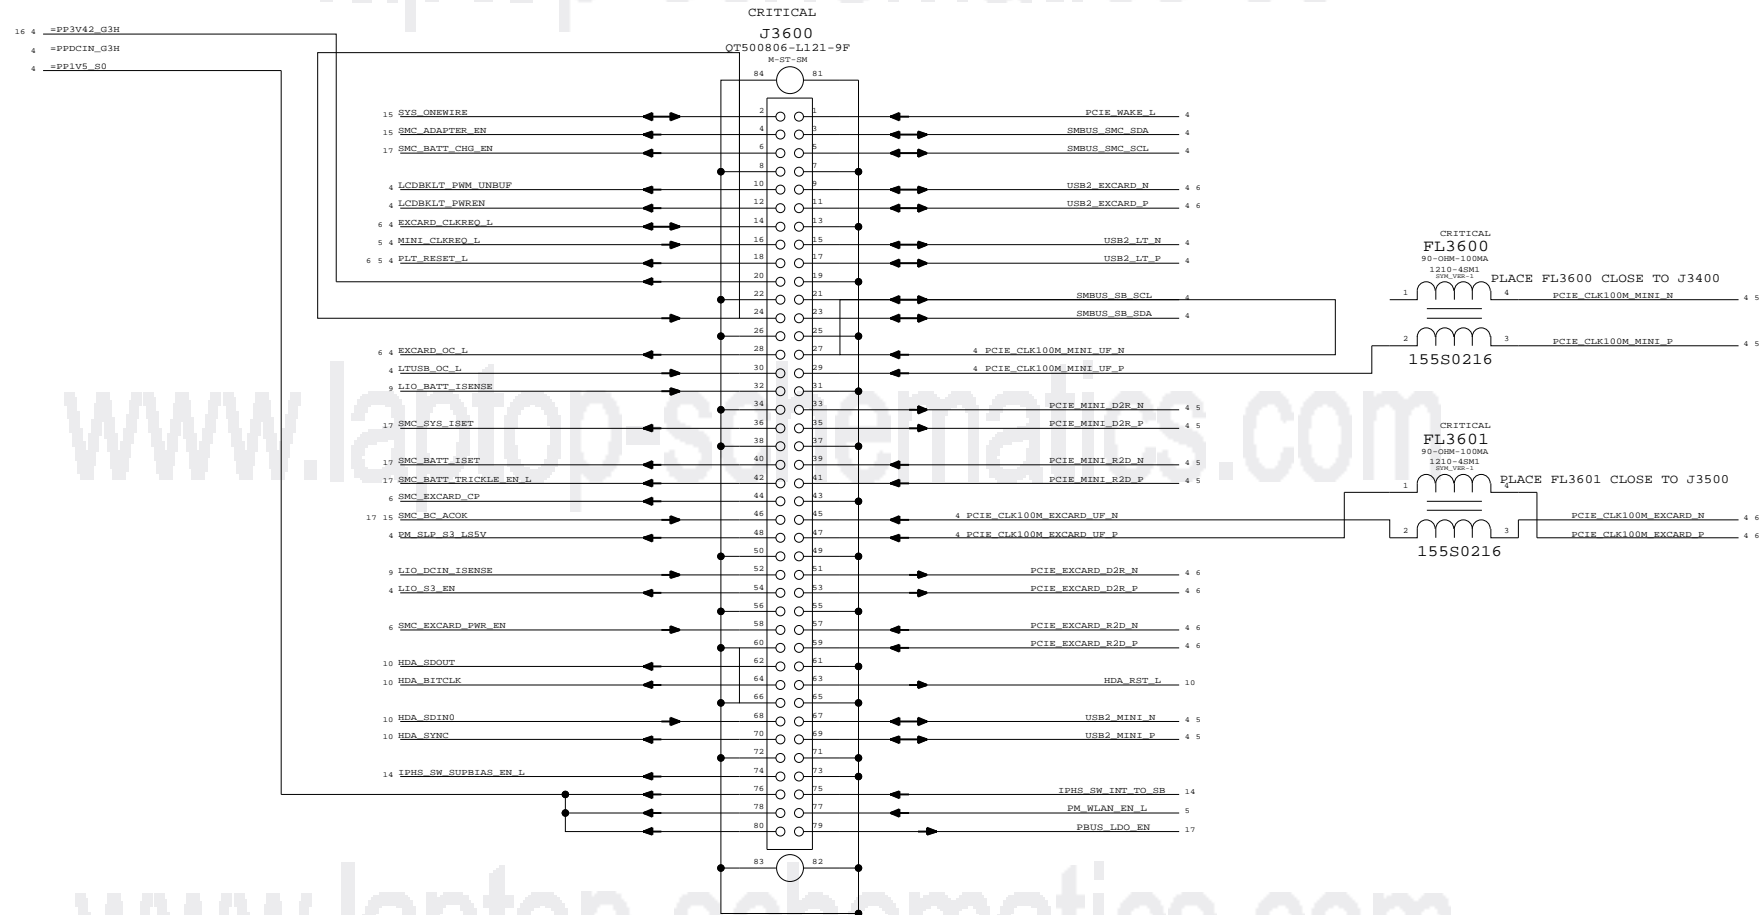 www.laptop-schematics.com
CRITICAL
J3600
QT500806-L121-9F
M-ST-SM
16 4 =PP3V42_G3H
4 =PPDCIN_G3H
4 =PP1V5_S0
84 81
15 SYS_ONEWIRE 2 1 PCIE_WAKE_L 4
15 SMC_ADAPTER_EN 4 3 SMBUS_SMC_SDA 4
17 SMC_BATT_CHG_EN 6 5 SMBUS_SMC_SCL 4
8 7
4 LCDBKLT_PWM_UNBUF 10 9 USB2_EXCARD_N 4 6
4 LCDBKLT_PWREN 12 11 USB2_EXCARD_P 4 6
6 4 EXCARD_CLKREQ_L 14 13
5 4 MINI_CLKREQ_L 16 15 USB2_LT_N 4
6 5 4 PLT_RESET_L 18 17 USB2_LT_P 4
20 19
22 21 SMBUS_SB_SCL 4
24 23 SMBUS_SB_SDA 4
26 25
6 4 EXCARD_OC_L 28 27 4 PCIE_CLK100M_MINI_UF_N
4 LTUSB_OC_L 30 29 4 PCIE_CLK100M_MINI_UF_P
9 LIO_BATT_ISENSE 32 31
34 33 PCIE_MINI_D2R_N 4 5
17 SMC_SYS_ISET 36 35 PCIE_MINI_D2R_P 4 5
38 37
17 SMC_BATT_ISET 40 39 PCIE_MINI_R2D_N 4 5
17 SMC_BATT_TRICKLE_EN_L 42 41 PCIE_MINI_R2D_P 4 5
6 SMC_EXCARD_CP 44 43
17 15 SMC_BC_ACOK 46 45 4 PCIE_CLK100M_EXCARD_UF_N
4 PM_SLP_S3_LS5V 48 47 4 PCIE_CLK100M_EXCARD_UF_P
50 49
9 LIO_DCIN_ISENSE 52 51 PCIE_EXCARD_D2R_N 4 6
4 LIO_S3_EN 54 53 PCIE_EXCARD_D2R_P 4 6
56 55
6 SMC_EXCARD_PWR_EN 58 57 PCIE_EXCARD_R2D_N 4 6
60 59 PCIE_EXCARD_R2D_P 4 6
10 HDA_SDOUT 62 61
10 HDA_BITCLK 64 63 HDA_RST_L 10
66 65
10 HDA_SDIN0 68 67 USB2_MINI_N 4 5
10 HDA_SYNC 70 69 USB2_MINI_P 4 5
72 71
14 IPHS_SW_SUPBIAS_EN_L 74 73
76 75 IPHS_SW_INT_TO_SB 14
78 77 PM_WLAN_EN_L 5
80 79 PBUS_LDO_EN 17
83 82
CRITICAL
FL3600
90-OHM-100MA
1210-4SM1
SYM_VER-1
PLACE FL3600 CLOSE TO J3400
1 4 PCIE_CLK100M_MINI_N 4 5
2 3 PCIE_CLK100M_MINI_P 4 5
155S0216
CRITICAL
FL3601
90-OHM-100MA
1210-4SM1
SYM_VER-1
PLACE FL3601 CLOSE TO J3500
1 4
PCIE_CLK100M_EXCARD_N 4 6
2 3 PCIE_CLK100M_EXCARD_P 4 6
155S0216